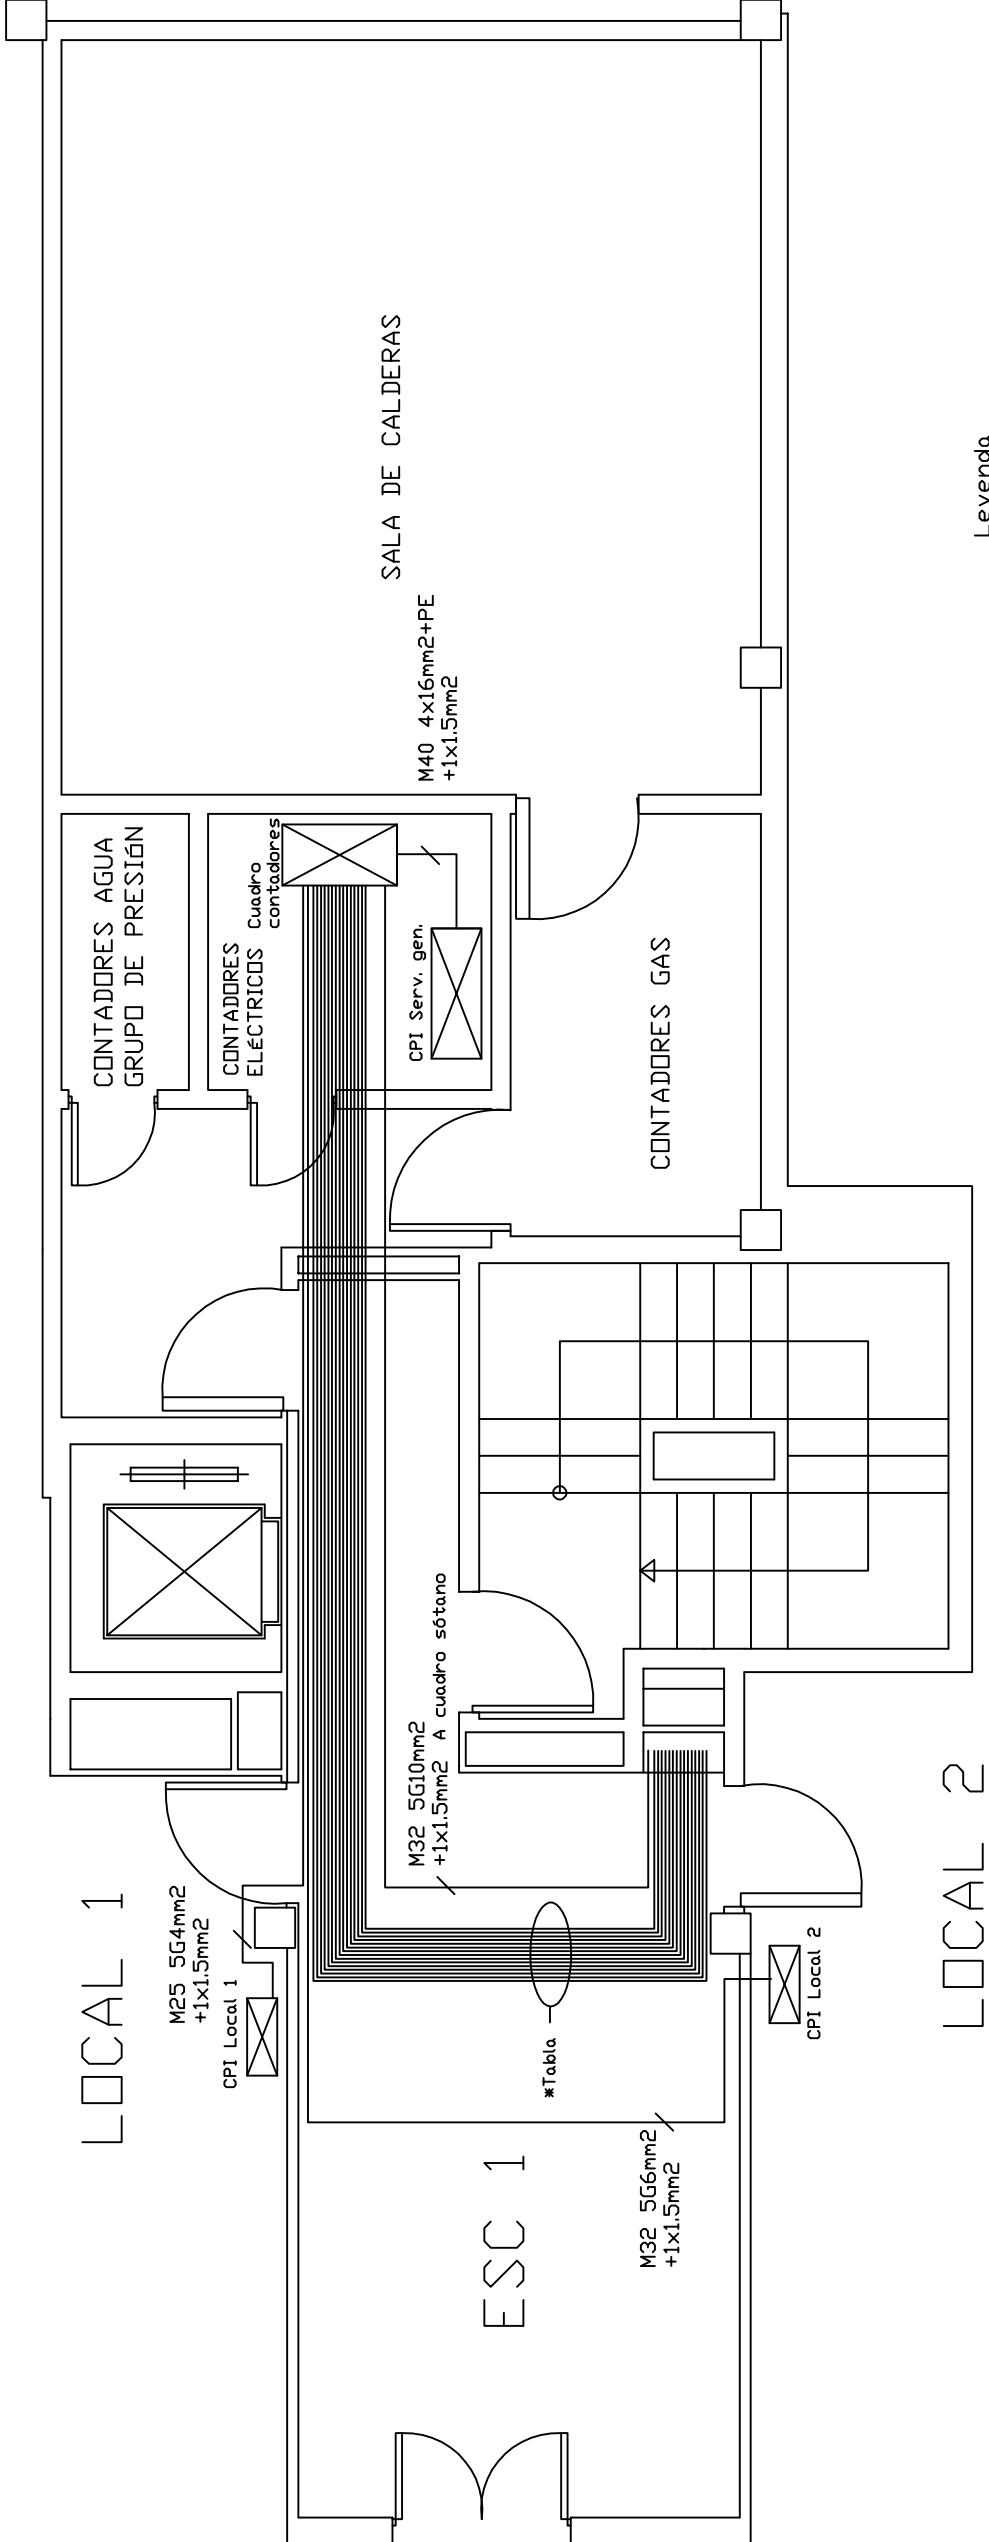 CONTADORES AGUA
GRUPO DE PRESIóN
CONTADORES
ELÉCTRICOS
Cuadro
contadores
CPI Serv. gen.
SALA DE CALDERAS
M40 4x16mm2+PE
+1x1.5mm2
CONTADORES GAS
Leyenda
LOCAL 1
M25 5G4mm2
+1x1.5mm2
CPI Local 1
M32 5G10mm2
+1x1.5mm2 A cuadro sótano
*Tabla
ESC 1
M32 5G6mm2
+1x1.5mm2
CPI Local 2
LOCAL 2